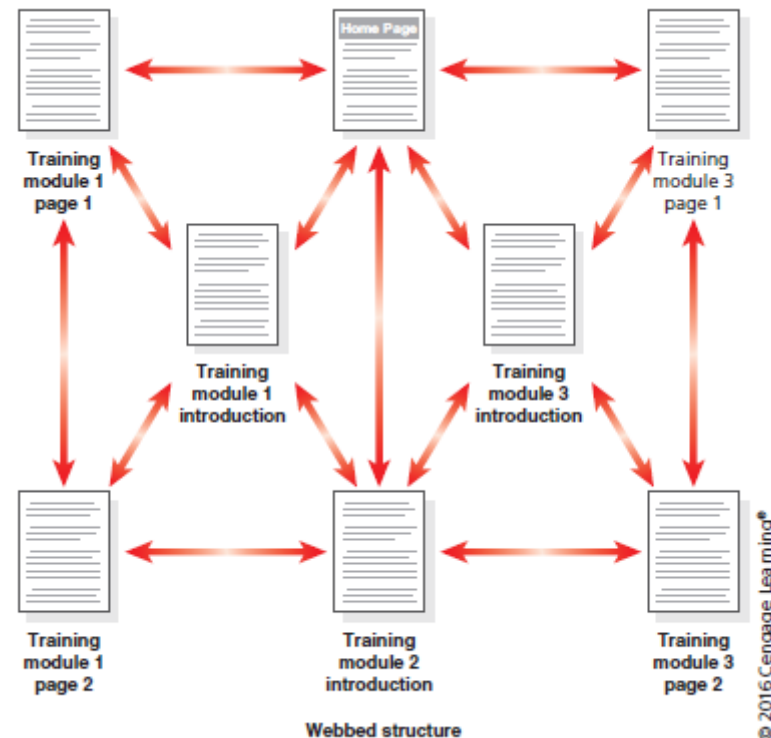 Home Page
Training
module 1
page 1
Training
module 3
page 1
Training
module 1
introduction
Training
module 3
introduction
Training
module 1
page 2
Training
module 2
introduction
Training
module 3
page 2
Webbed structure
© 2016 Cengage Learning®